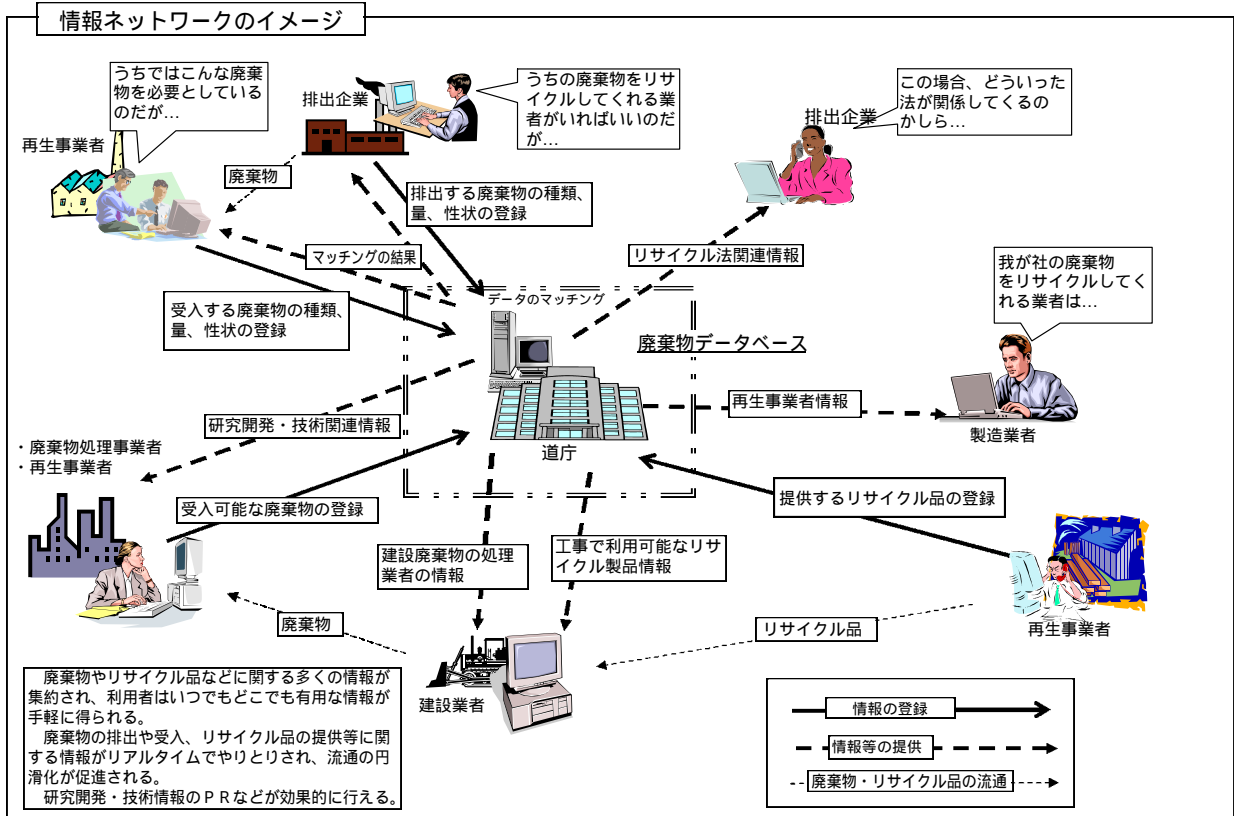 情報ネットワークのイメージ
うちではこんな廃棄
物を必要としている
のだが…
排出企業
うちの廃棄物をリサ
イクルしてくれる業
者がいればいいのだ
が…
この場合、どういった
法が関係してくるの
かしら…
排出企業
再生事業者
廃棄物
排出する廃棄物の種類、
量、性状の登録
マッチングの結果
リサイクル法関連情報
我が社の廃棄物
をリサイクルしてく
れる業者は…
受入する廃棄物の種類、
量、性状の登録
データのマッチング
廃棄物データベース
再生事業者情報
製造業者
研究開発・技術関連情報
道庁
・廃棄物処理事業者
・再生事業者
受入可能な廃棄物の登録
提供するリサイクル品の登録
建設廃棄物の処理
業者の情報
工事で利用可能なリサ
イクル製品情報
廃棄物
リサイクル品
再生事業者
建設業者
廃棄物やリサイクル品などに関する多くの情報が
集約され、利用者はいつでもどこでも有用な情報が
手軽に得られる。
廃棄物の排出や受入、リサイクル品の提供等に関
する情報がリアルタイムでやりとりされ、流通の円
滑化が促進される。
研究開発・技術情報のＰＲなどが効果的に行える。
情報の登録
情報等の提供
廃棄物・リサイクル品の流通